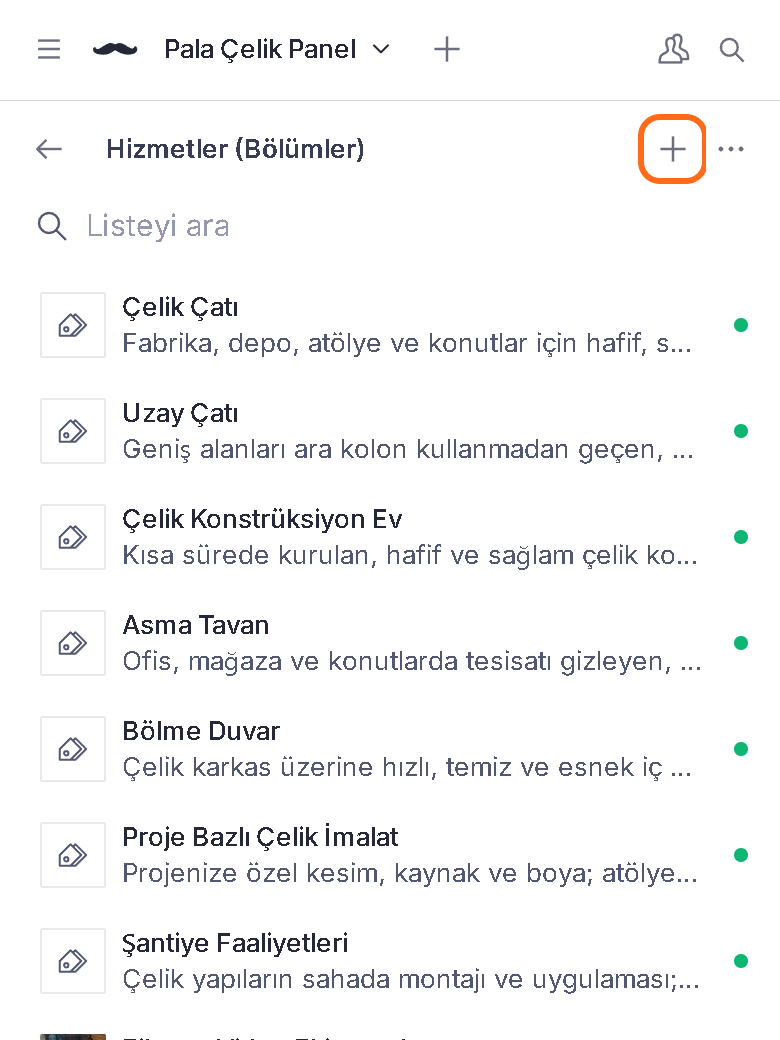 Pala Çelik Panel
Hizmetler (Bölümler)
Listeyi ara
Çelik Çatı
Fabrika, depo, atölye ve konutlar için hafif, s...
Uzay Çatı
Geniş alanları ara kolon kullanmadan geçen, ...
Çelik Konstrüksiyon Ev
Kısa sürede kurulan, hafif ve sağlam çelik ko...
Asma Tavan
Ofis, mağaza ve konutlarda tesisatı gizleyen, ...
Bölme Duvar
Çelik karkas üzerine hızlı, temiz ve esnek iç ...
Proje Bazlı Çelik İmalat
Projenize özel kesim, kaynak ve boya; atölye...
Şantiye Faaliyetleri
Çelik yapıların sahada montajı ve uygulaması;...